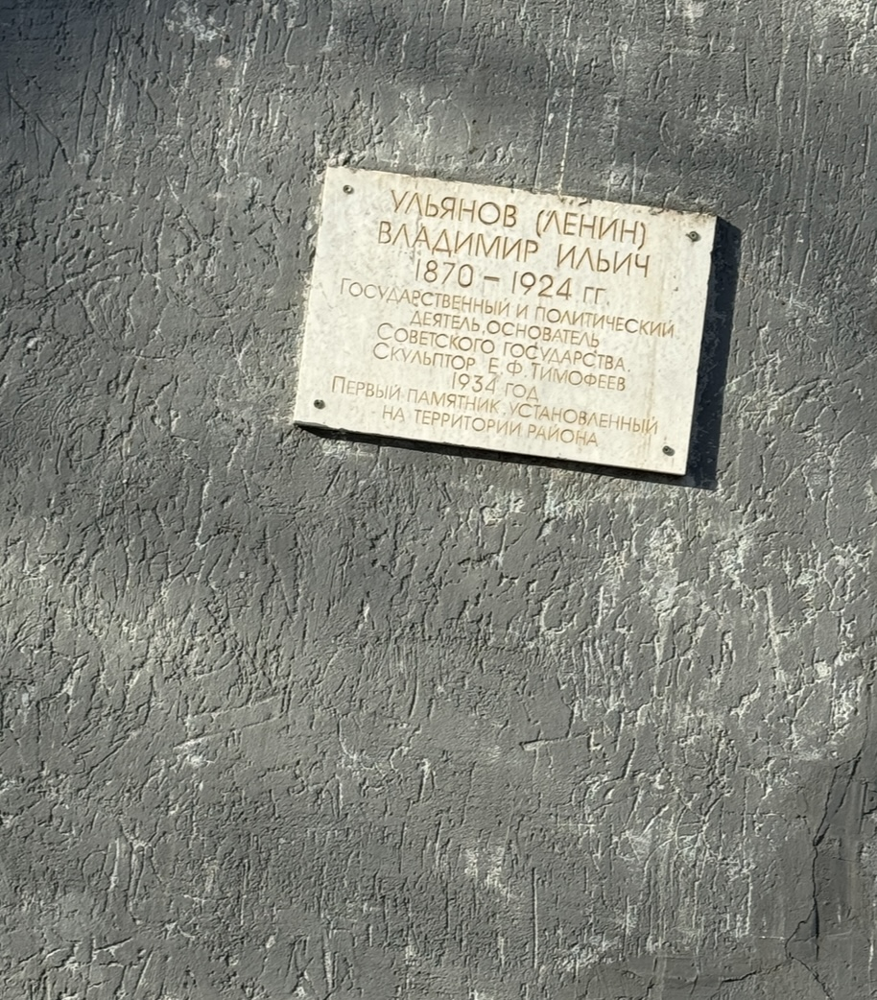 УЛЬЯНОВ (ЛЕНИН)
ВЛАДИМИР ИЛЬИЧ
1870 – 1924 гг.
Государственный и политический
деятель, основатель
Советского государства.
Скульптор Е.Ф. Тимофеев
1934 год
Первый памятник, установленный
на территории района